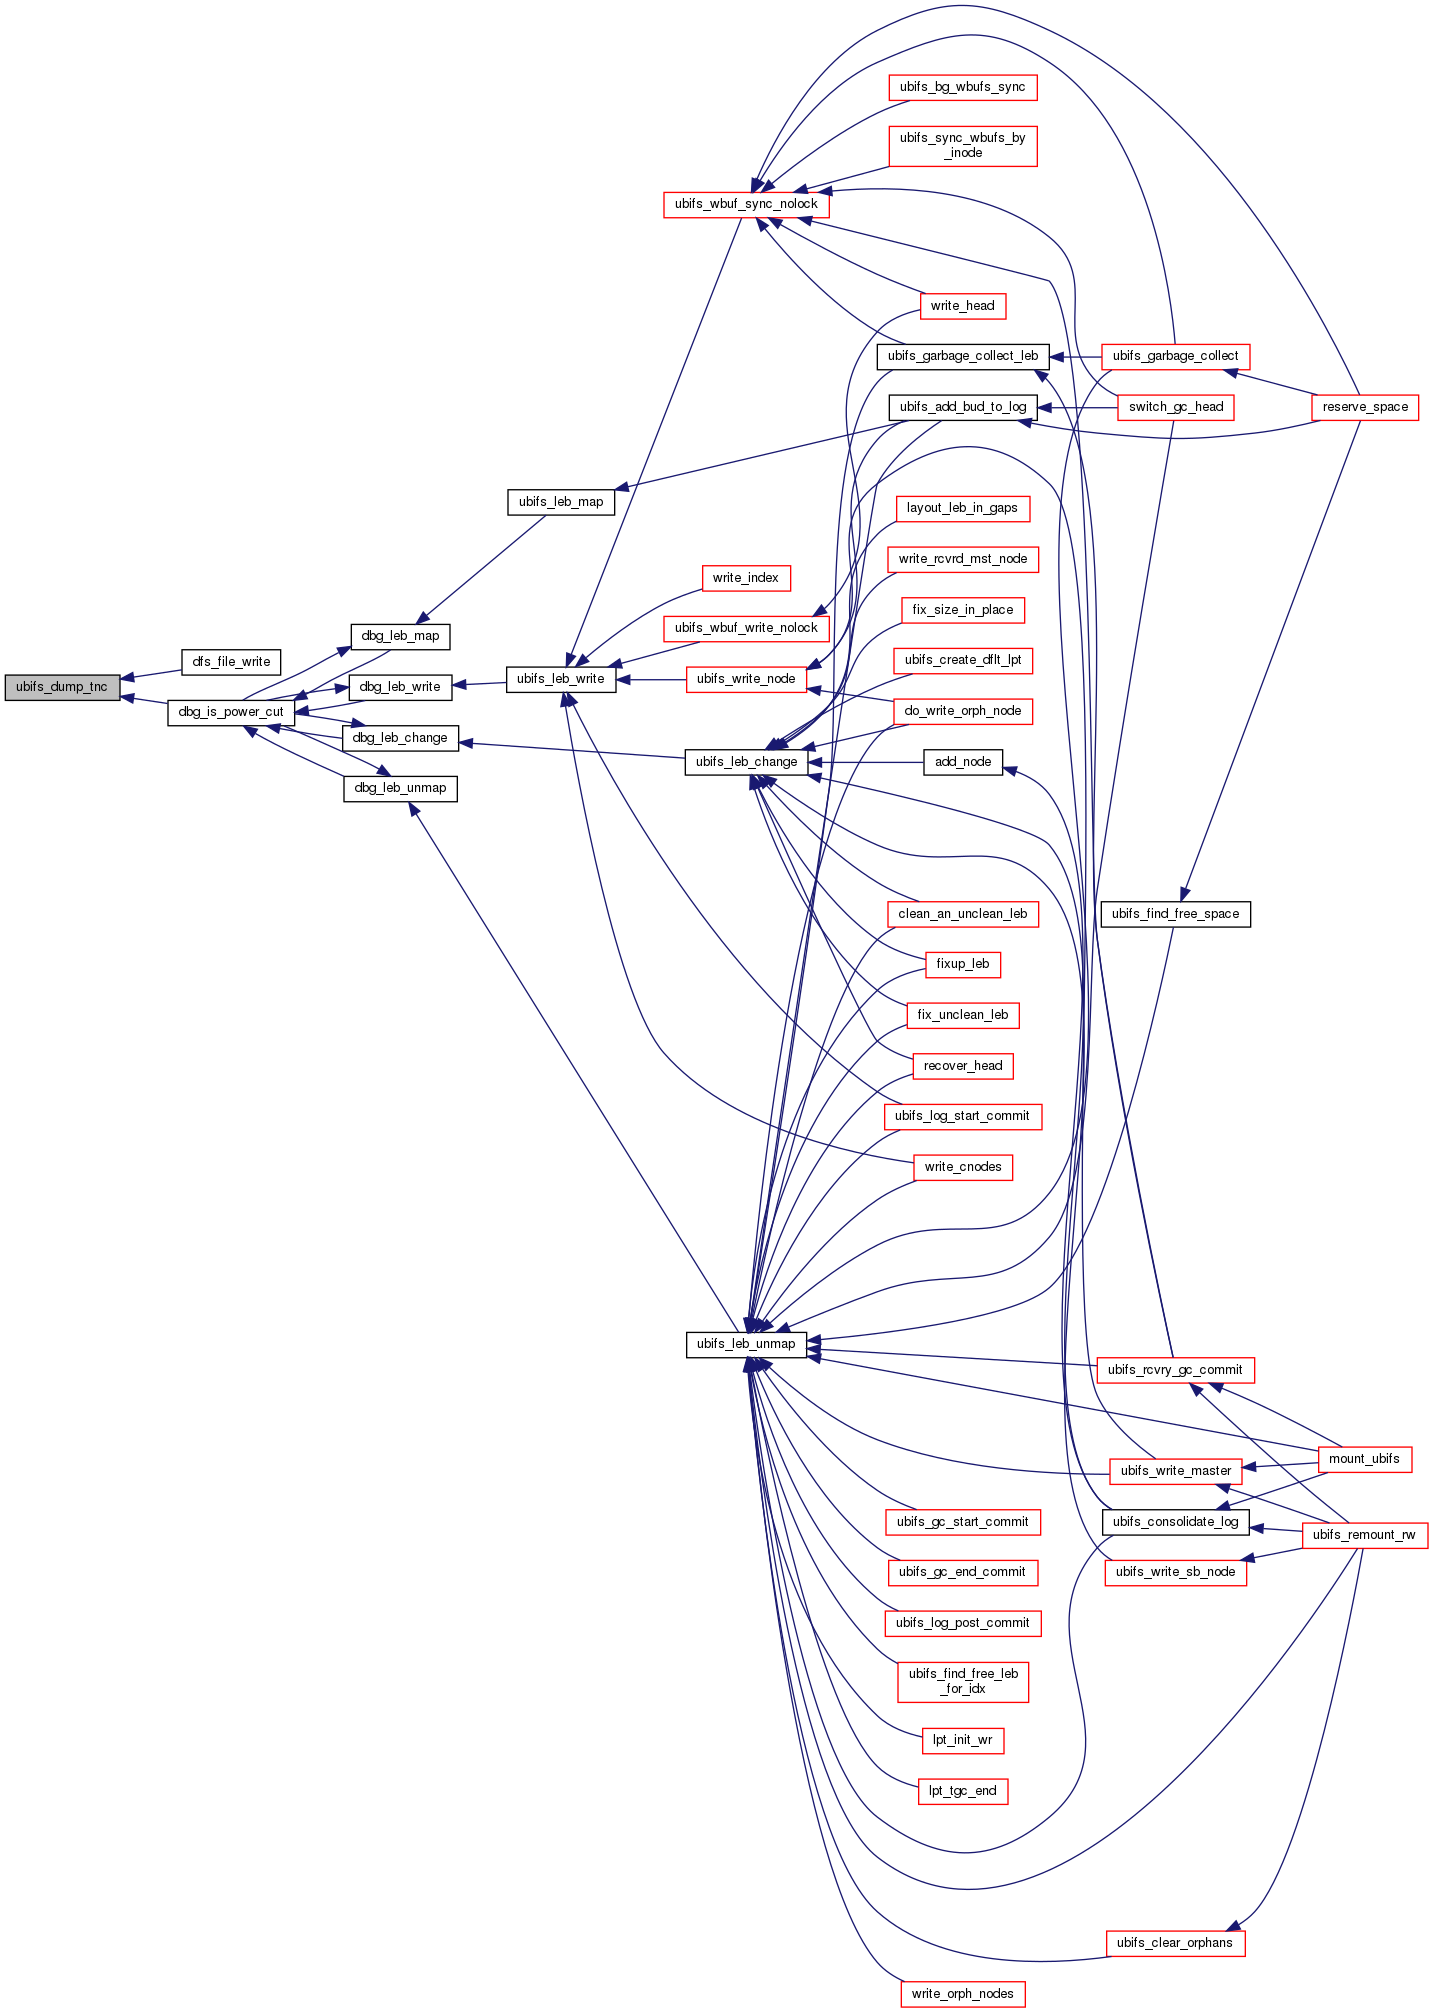 ubifs_bg_wbufs_sync
ubifs_sync_wbufs_by
_inode
ubifs_wbuf_sync_nolock
write_head
ubifs_garbage_collect_leb
ubifs_garbage_collect
ubifs_add_bud_to_log
switch_gc_head
reserve_space
ubifs_leb_map
layout_leb_in_gaps
write_rcvrd_mst_node
write_index
fix_size_in_place
ubifs_wbuf_write_nolock
dbg_leb_map
dfs_file_write
ubifs_create_dflt_lpt
ubifs_dump_tnc
dbg_leb_write
ubifs_leb_write
ubifs_write_node
dbg_is_power_cut
do_write_orph_node
dbg_leb_change
ubifs_leb_change
add_node
dbg_leb_unmap
clean_an_unclean_leb
ubifs_find_free_space
fixup_leb
fix_unclean_leb
recover_head
ubifs_log_start_commit
write_cnodes
ubifs_leb_unmap
ubifs_rcvry_gc_commit
mount_ubifs
ubifs_write_master
ubifs_gc_start_commit
ubifs_consolidate_log
ubifs_remount_rw
ubifs_gc_end_commit
ubifs_write_sb_node
ubifs_log_post_commit
ubifs_find_free_leb
_for_idx
lpt_init_wr
lpt_tgc_end
ubifs_clear_orphans
write_orph_nodes